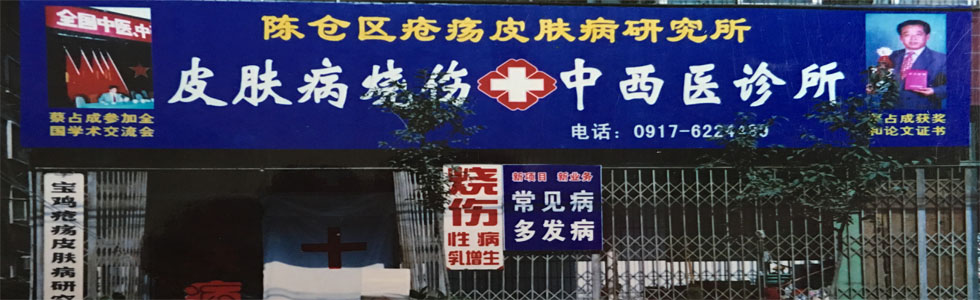 陈仓区疮疡皮肤病研究所
全国中医、中
皮肤病烧伤
中西医诊所
蔡占成参加全
国学术交流会
电话：0917-6224489
蔡占成获奖
和论文证书
宝鸡疮疡皮肤病研究
烧伤
性病
乳增生
新项目 新业务
常见病
多发病